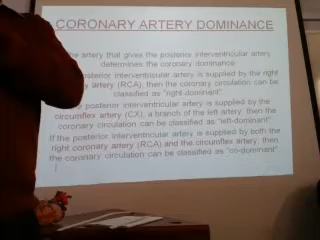 CORONARY ARTERY DOMINANCE
artery that gives the posterior interventricular artery
determines the coronary dominance
posterior interventricular artery is supplied by the right
artery (RCA), then the coronary circulation can be
classified as "right-dominant"
posterior interventricular artery is supplied by the
circumflex artery (CX), a branch of the left artery, then the
coronary circulation can be classified as "left-dominant"
If the posterior interventricular artery is supplied by both the
right coronary artery (RCA) and the circumflex artery, then
the coronary circulation can be classified as "co-dominant"